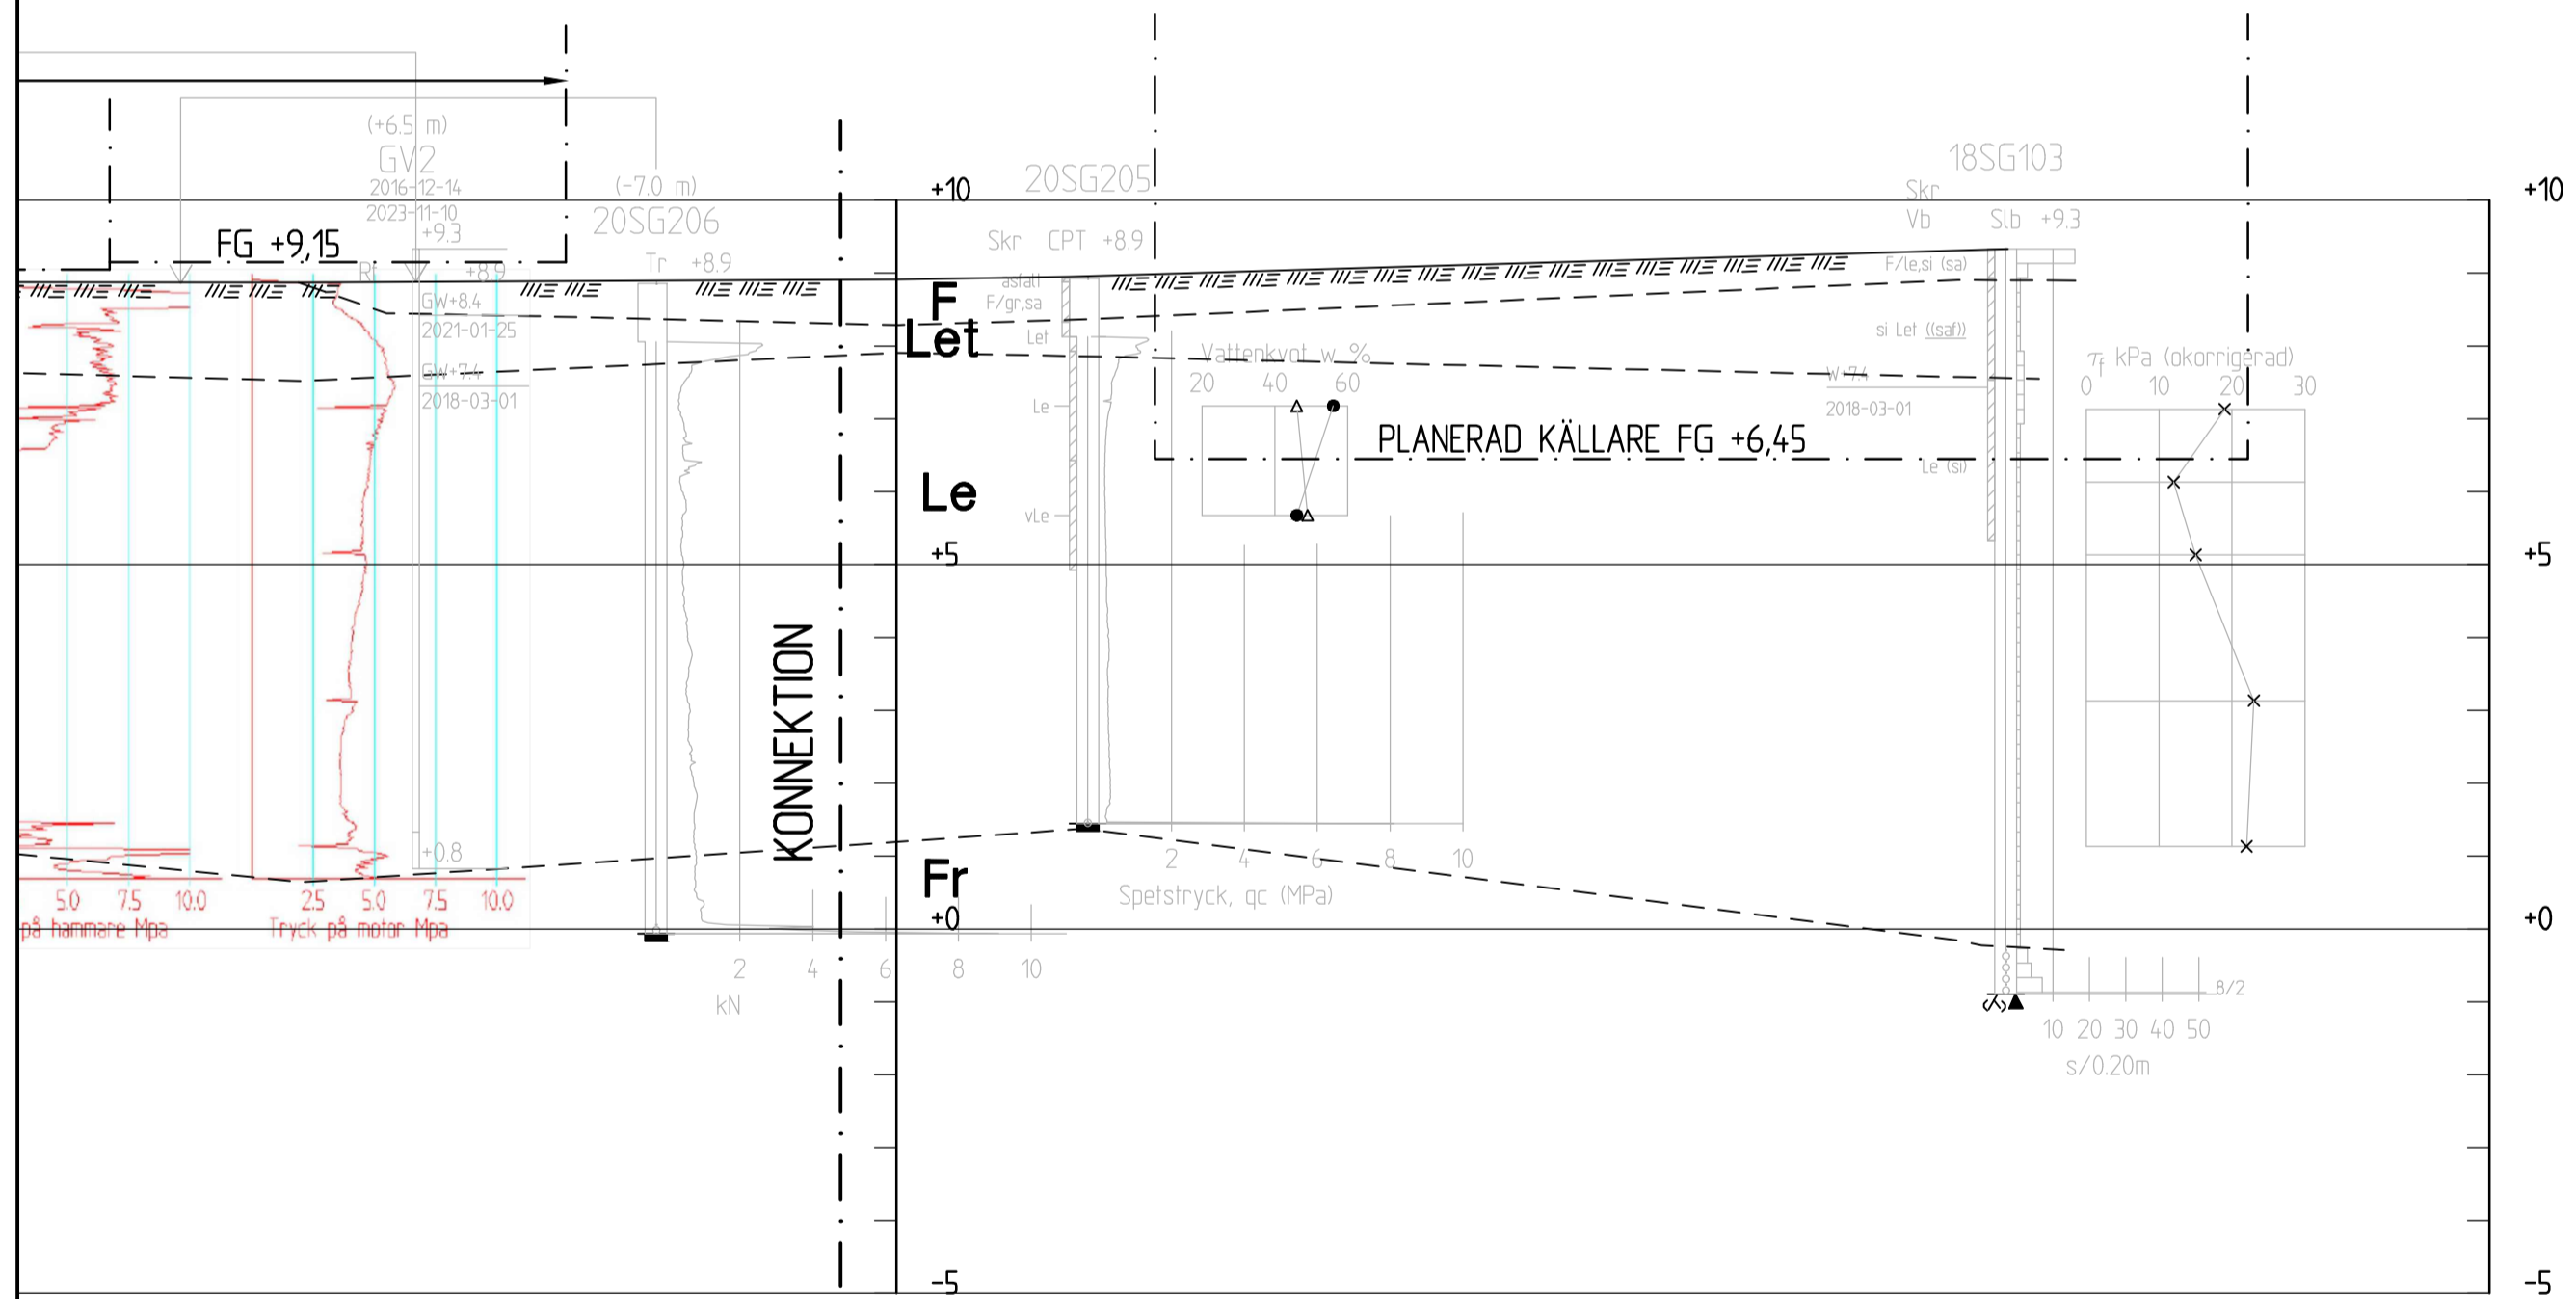 (+6.5 m)
GV2
2016-12-14
2023-11-10
+9.3
FG +9,15
Rf +8.9
GW+8.4
2021-01-25
GW+7.4
2018-03-01
+0.8
5.0 7.5 10.0
på hammare Mpa
2.5 5.0 7.5 10.0
Tryck på motor Mpa
(-7.0 m)
20SG206
Tr +8.9
2 4 6 8 10
kN
KONNEKTION
+10
F
Let
Le
+5
Fr
+0
-5
20SG205
Skr CPT +8.9
asfalt
F/gr,sa
Let
Le
vLe
Vattenkvot w %
20 40 60
2 4 6 8 10
Spetstryck, qc (MPa)
PLANERAD KÄLLARE FG +6,45
18SG103
Skr
Vb Slb +9.3
F/le,si (sa)
si Let ((saf))
W+7.4
2018-03-01
Le (si)
τf kPa (okorrigerad)
0 10 20 30
8/2
10 20 30 40 50
s/0.20m
+10
+5
+0
-5